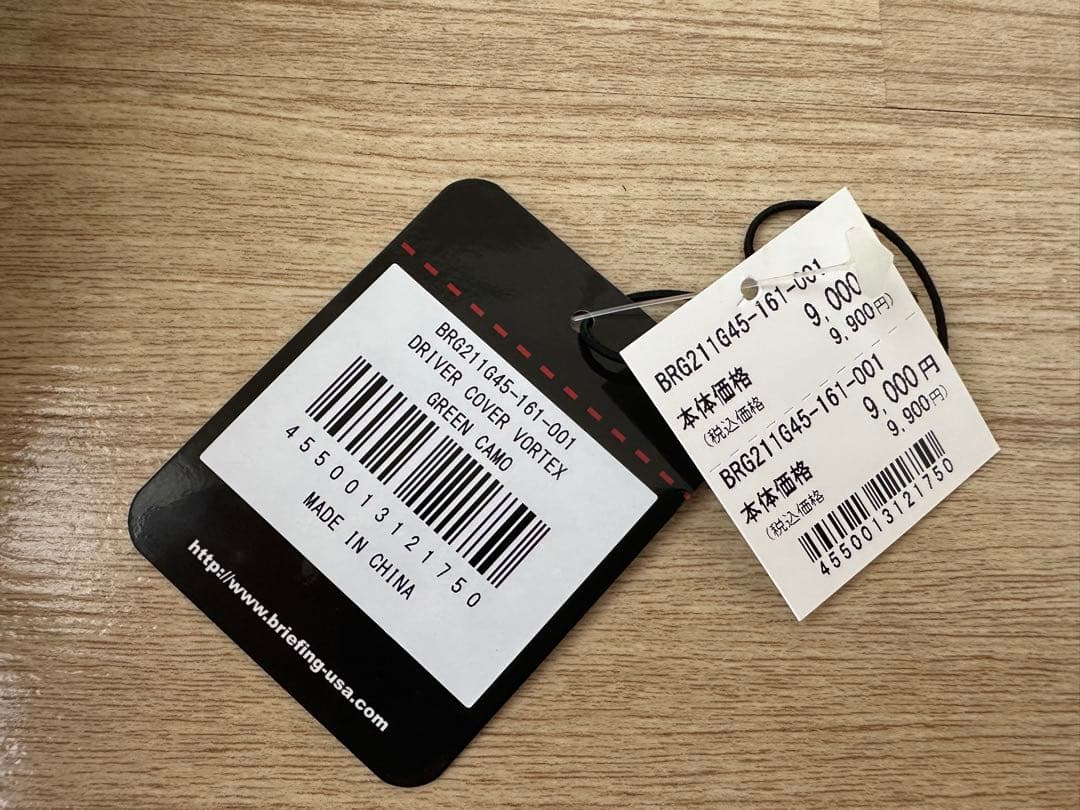 BRG211G45-161-001
DRIVER COVER VORTEX
GREEN CAMO
4550013121750
MADE IN CHINA
http://www.briefing-usa.com
BRG211G45-161-001
本体価格 9,000
(税込価格 9,900円)
BRG211G45-161-001
本体価格 9,000円
(税込価格 9,900円)
4550013121750